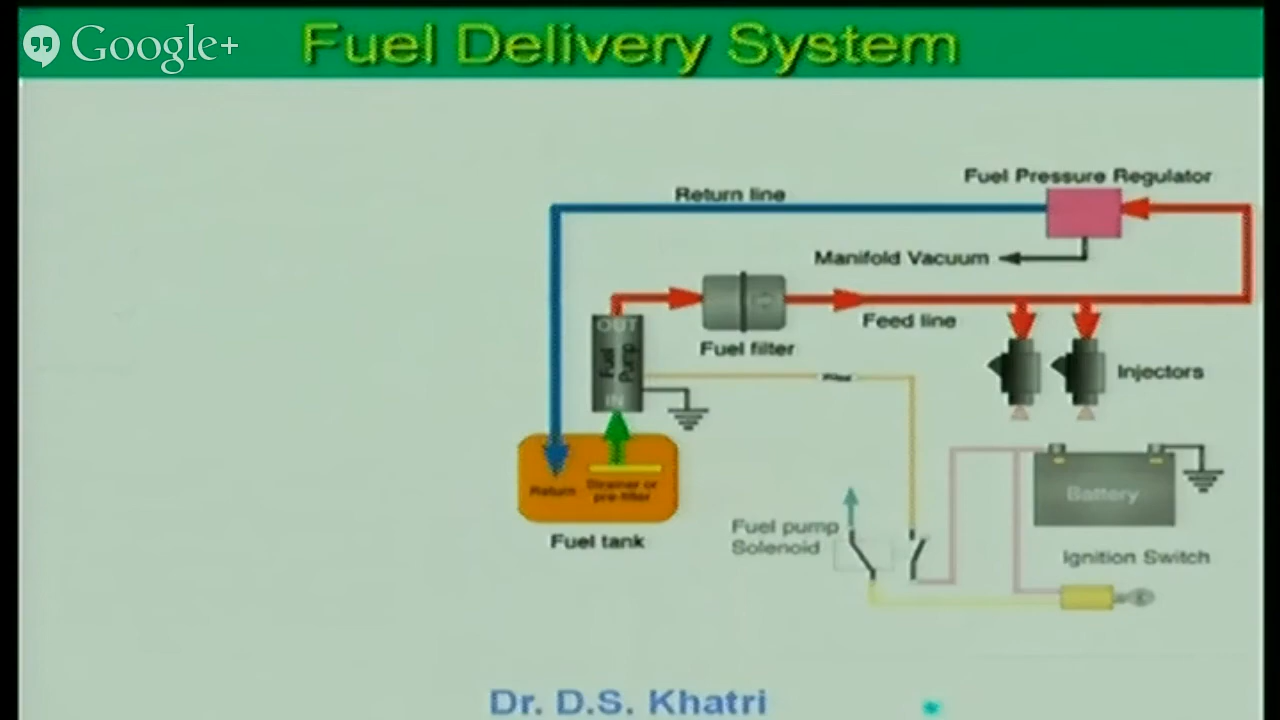 Google+
Fuel Delivery System
Fuel Pressure Regulator
Return line
Manifold Vacuum
OUT
Fuel
Pump
IN
Feed line
Fuel filter
Injectors
Return
Strainer or
pre-filter
Battery
Fuel pump
Solenoid
Fuel tank
Ignition Switch
Dr. D.S. Khatri